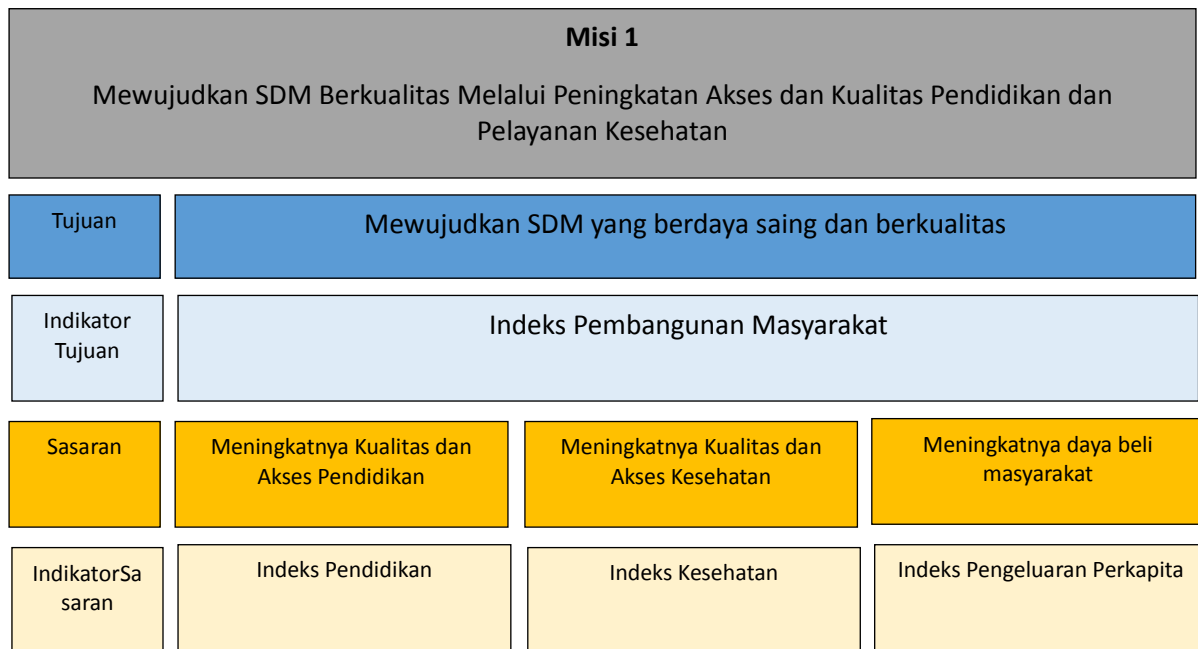 Misi 1
Mewujudkan SDM Berkualitas Melalui Peningkatan Akses dan Kualitas Pendidikan dan
Pelayanan Kesehatan
Tujuan
Mewujudkan SDM yang berdaya saing dan berkualitas
Indikator
Tujuan
Indeks Pembangunan Masyarakat
Sasaran
Meningkatnya Kualitas dan
Akses Pendidikan
Meningkatnya Kualitas dan
Akses Kesehatan
Meningkatnya daya beli
masyarakat
IndikatorSa
saran
Indeks Pendidikan
Indeks Kesehatan
Indeks Pengeluaran Perkapita